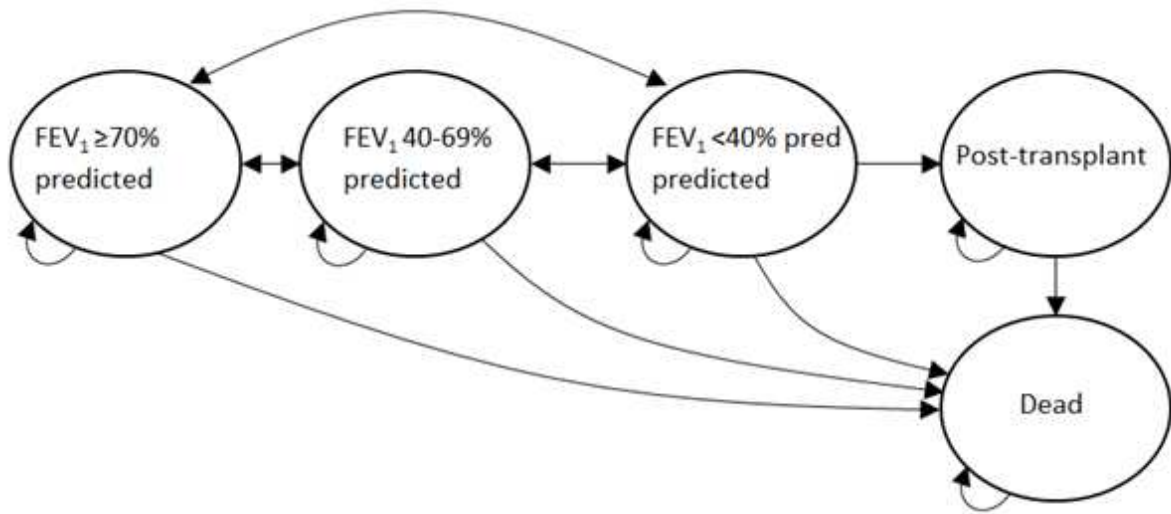 FEV₁ ≥70%
predicted
FEV₁ 40-69%
predicted
FEV₁ <40% pred
predicted
Post-transplant
Dead